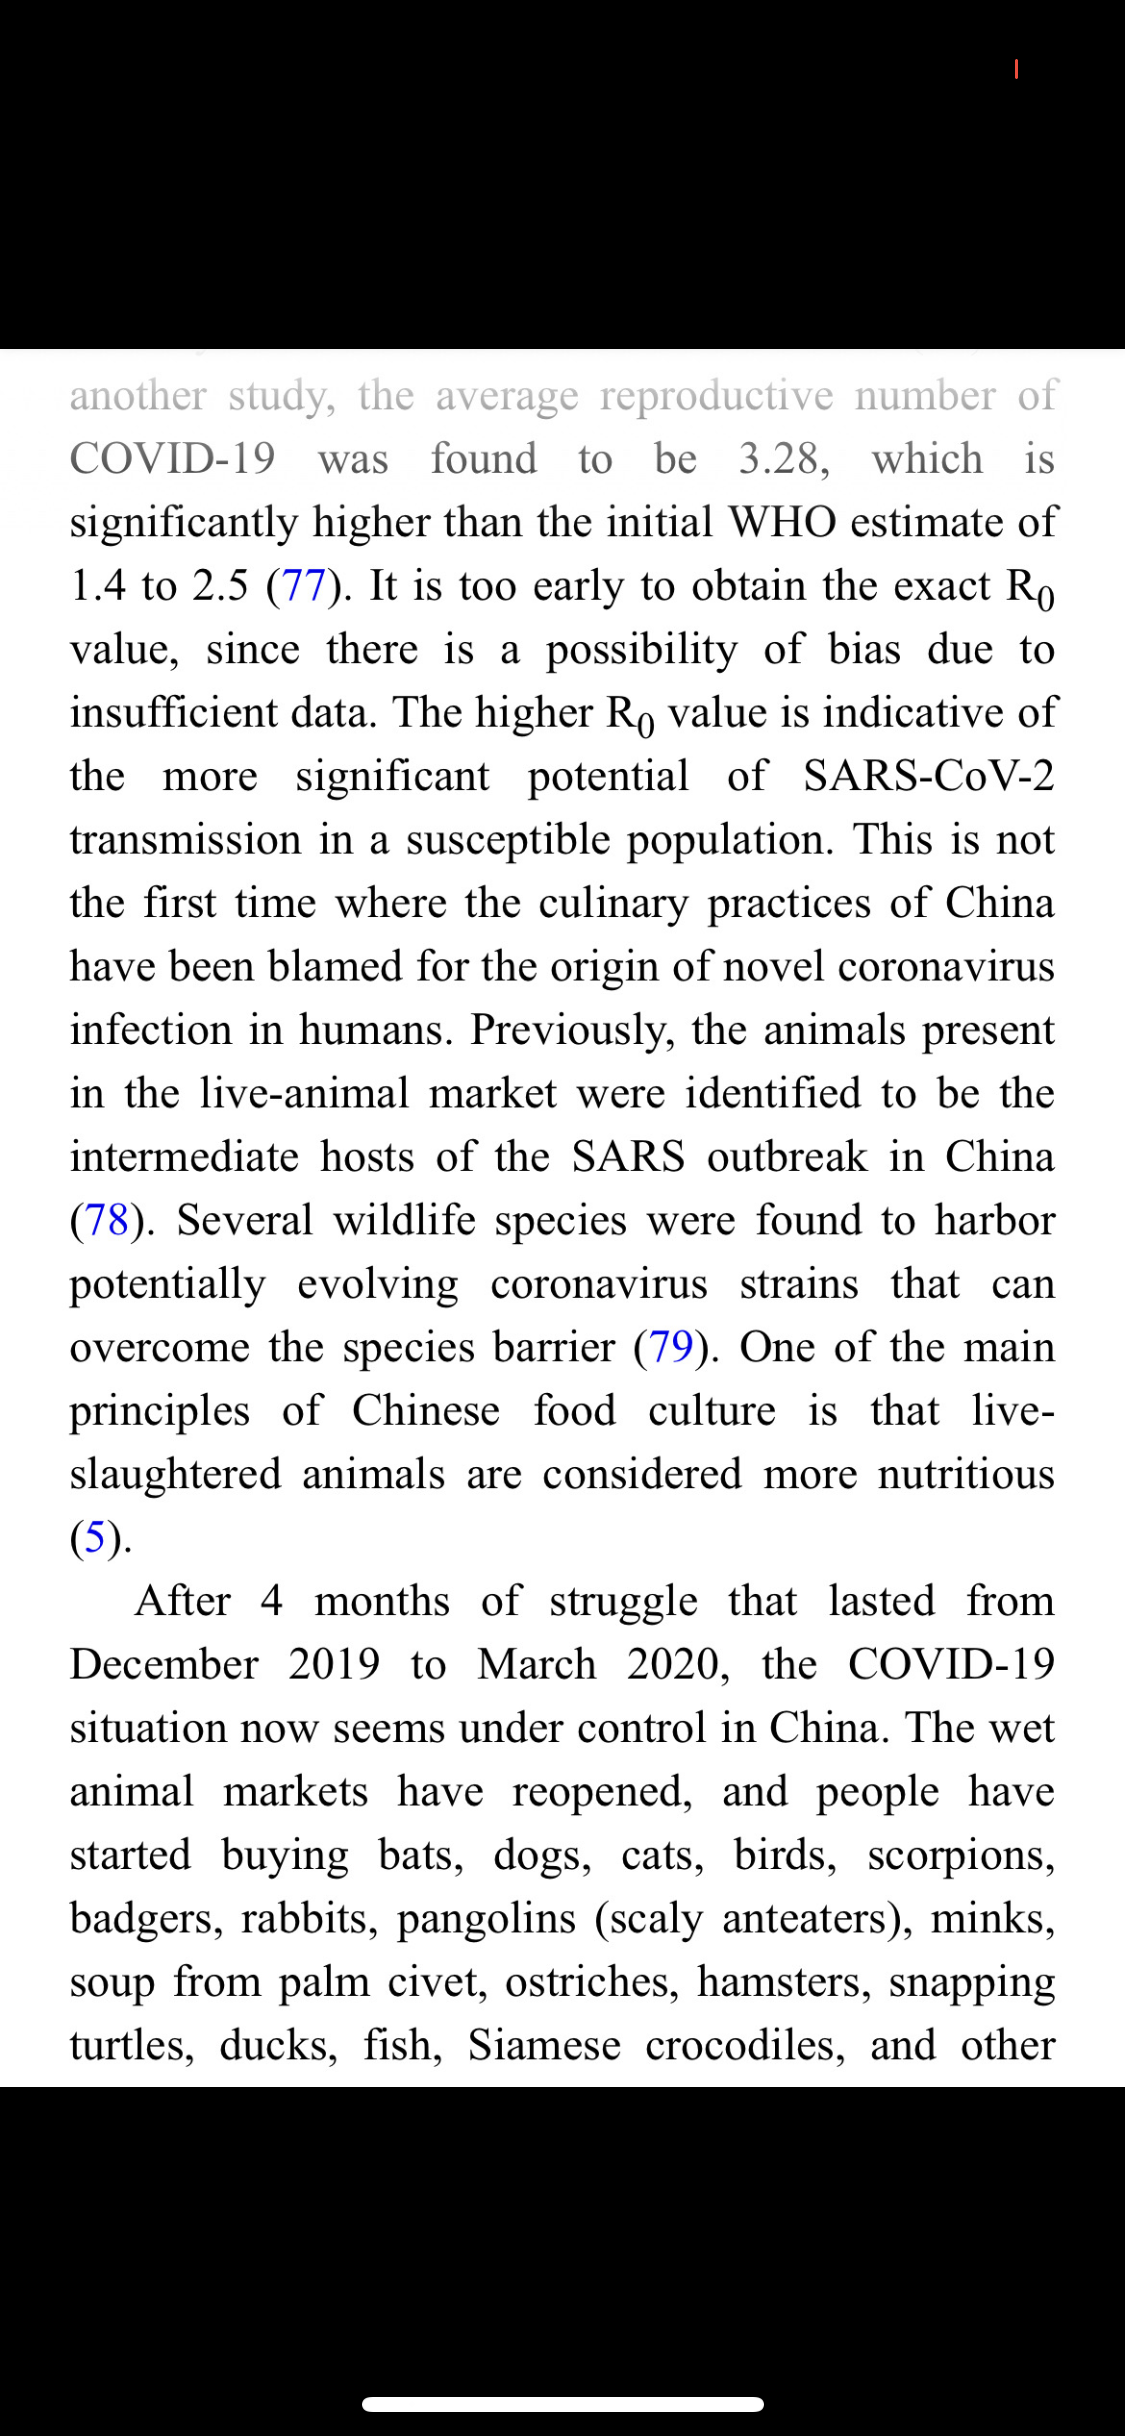 another study, the average reproductive number of
COVID-19 was found to be 3.28, which is
significantly higher than the initial WHO estimate of
1.4 to 2.5 (77). It is too early to obtain the exact R0
value, since there is a possibility of bias due to
insufficient data. The higher R0 value is indicative of
the more significant potential of SARS-CoV-2
transmission in a susceptible population. This is not
the first time where the culinary practices of China
have been blamed for the origin of novel coronavirus
infection in humans. Previously, the animals present
in the live-animal market were identified to be the
intermediate hosts of the SARS outbreak in China
(78). Several wildlife species were found to harbor
potentially evolving coronavirus strains that can
overcome the species barrier (79). One of the main
principles of Chinese food culture is that live-
slaughtered animals are considered more nutritious
(5).
After 4 months of struggle that lasted from
December 2019 to March 2020, the COVID-19
situation now seems under control in China. The wet
animal markets have reopened, and people have
started buying bats, dogs, cats, birds, scorpions,
badgers, rabbits, pangolins (scaly anteaters), minks,
soup from palm civet, ostriches, hamsters, snapping
turtles, ducks, fish, Siamese crocodiles, and other